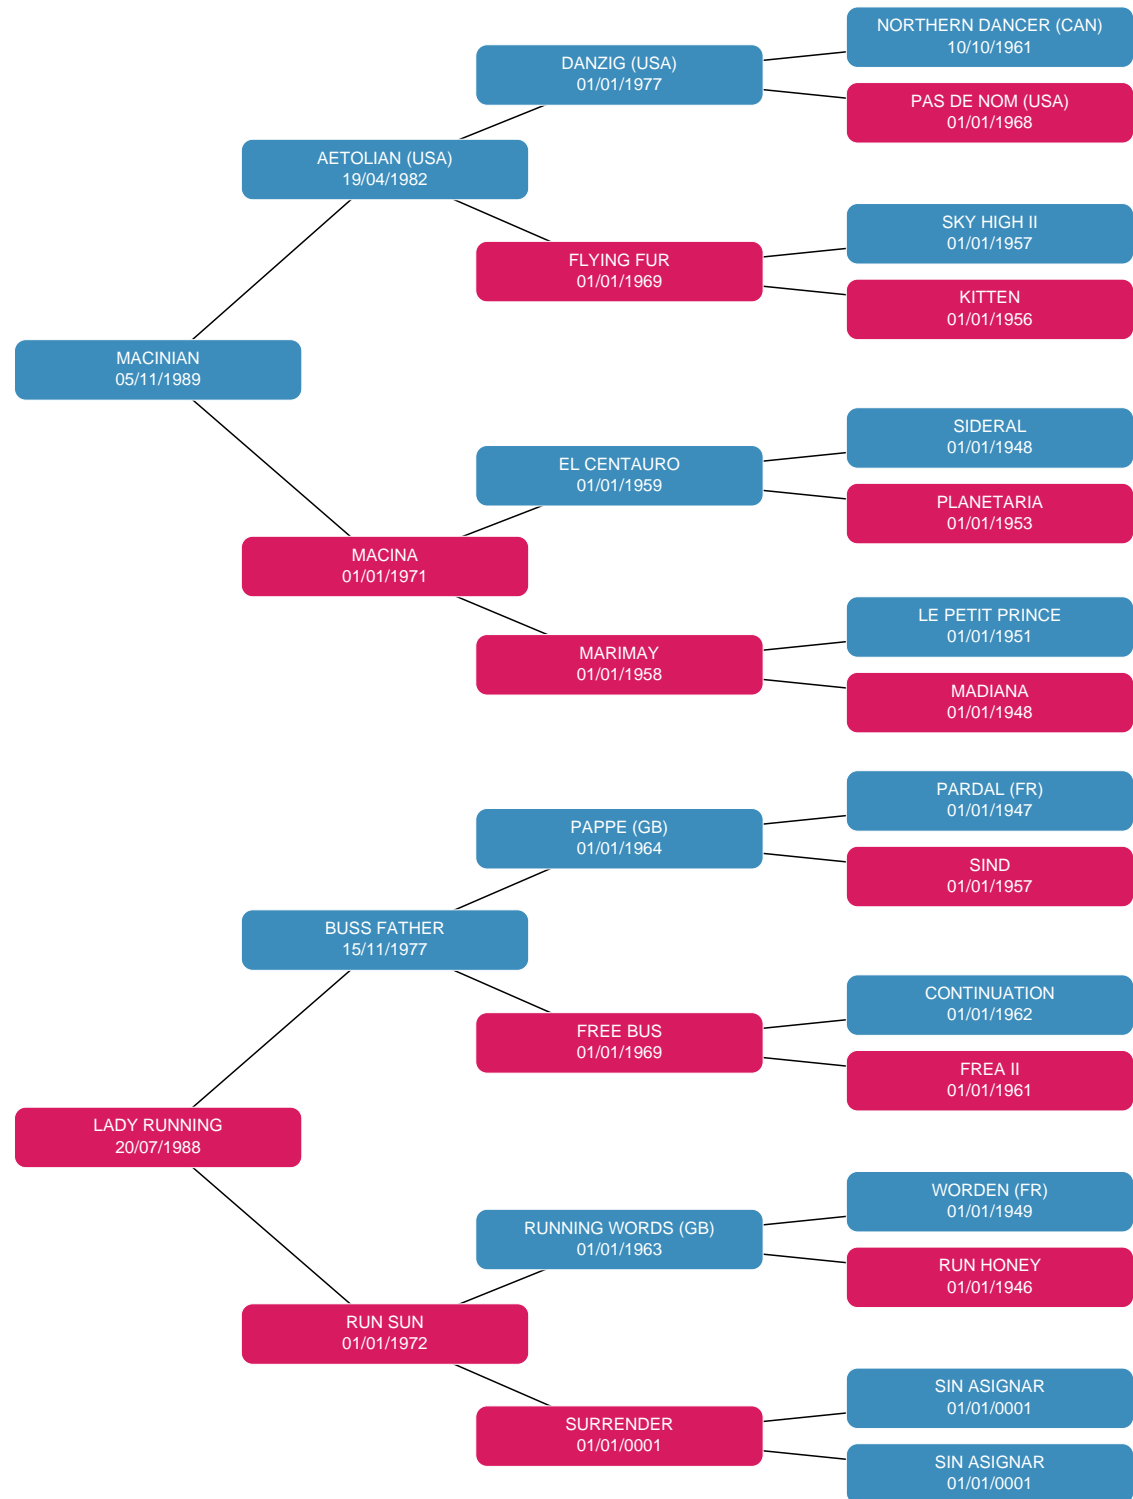 NORTHERN DANCER (CAN)
10/10/1961
DANZIG (USA)
01/01/1977
PAS DE NOM (USA)
01/01/1968
AETOLIAN (USA)
19/04/1982
SKY HIGH II
01/01/1957
FLYING FUR
01/01/1969
KITTEN
01/01/1956
MACINIAN
05/11/1989
SIDERAL
01/01/1948
EL CENTAURO
01/01/1959
PLANETARIA
01/01/1953
MACINA
01/01/1971
LE PETIT PRINCE
01/01/1951
MARIMAY
01/01/1958
MADIANA
01/01/1948
PARDAL (FR)
01/01/1947
PAPPE (GB)
01/01/1964
SIND
01/01/1957
BUSS FATHER
15/11/1977
CONTINUATION
01/01/1962
FREE BUS
01/01/1969
FREA II
01/01/1961
LADY RUNNING
20/07/1988
WORDEN (FR)
01/01/1949
RUNNING WORDS (GB)
01/01/1963
RUN HONEY
01/01/1946
RUN SUN
01/01/1972
SIN ASIGNAR
01/01/0001
SURRENDER
01/01/0001
SIN ASIGNAR
01/01/0001